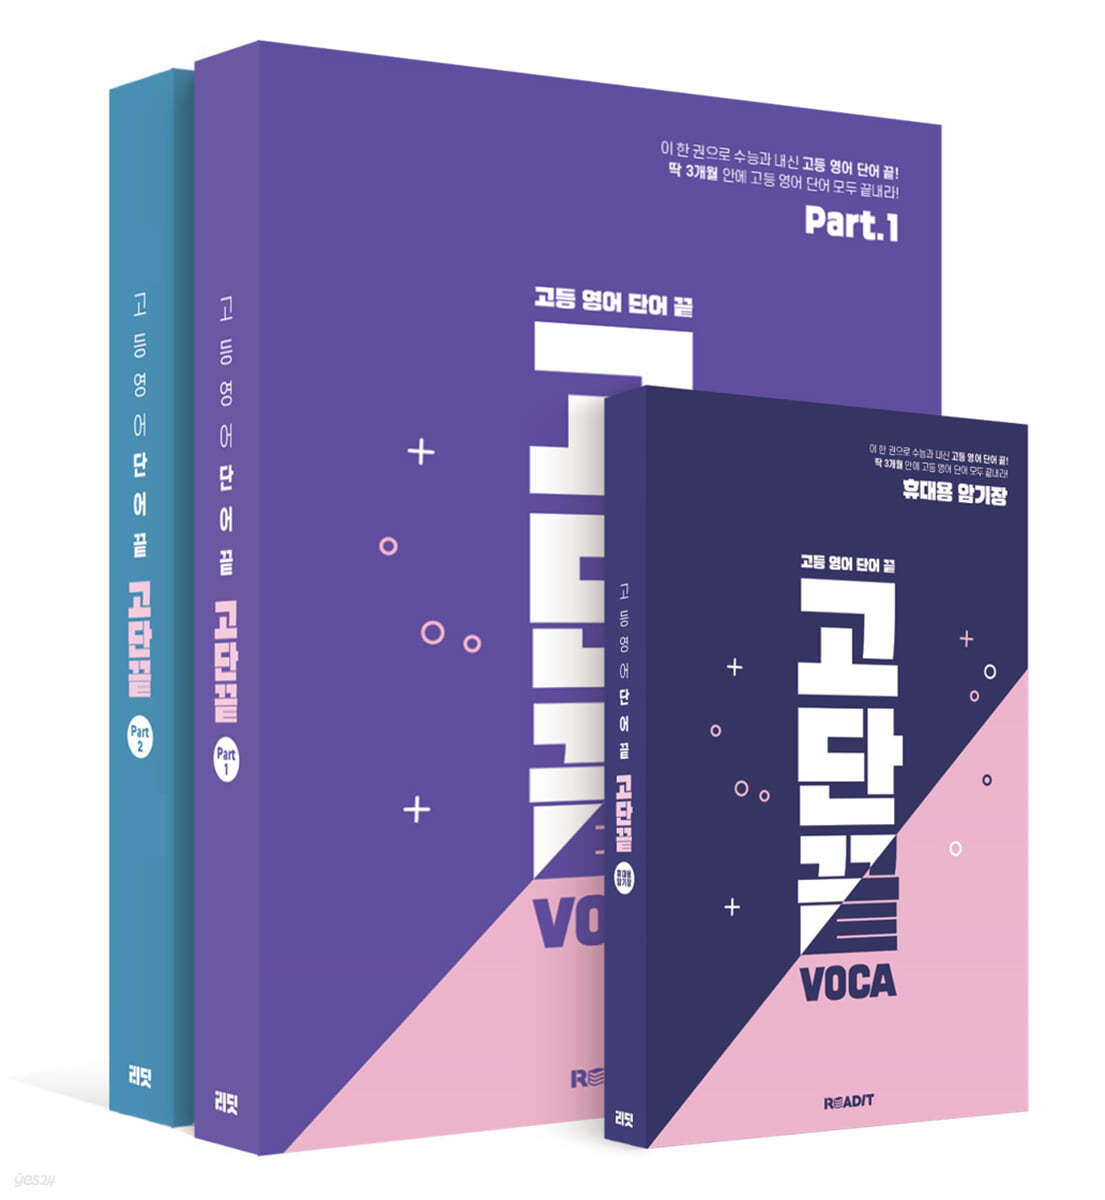 이 한 권으로 수능과 내신 고등 영어 단어 끝!
딱 3개월 안에 고등 영어 단어 모두 끝내라!
Part.1
고등 영어 단어 끝
고단끝
VO
RE
고등영어단어끝 고단끝 Part 2
리딧
고등영어단어끝 고단끝 Part 1
리딧
이 한 권으로 수능과 내신 고등 영어 단어 끝!
딱 3개월 안에 고등 영어 단어 모두 끝내라!
휴대용 암기장
고등 영어 단어 끝
고단끝
VOCA
READIT
고등영어단어끝 고단끝 휴대용 암기장
리딧
yes24